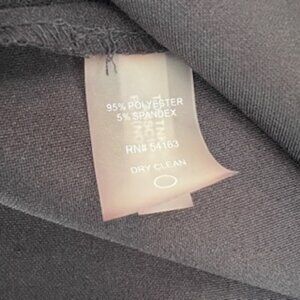 95% POLYESTER
5% SPANDEX
RN# 54163
DRY CLEAN